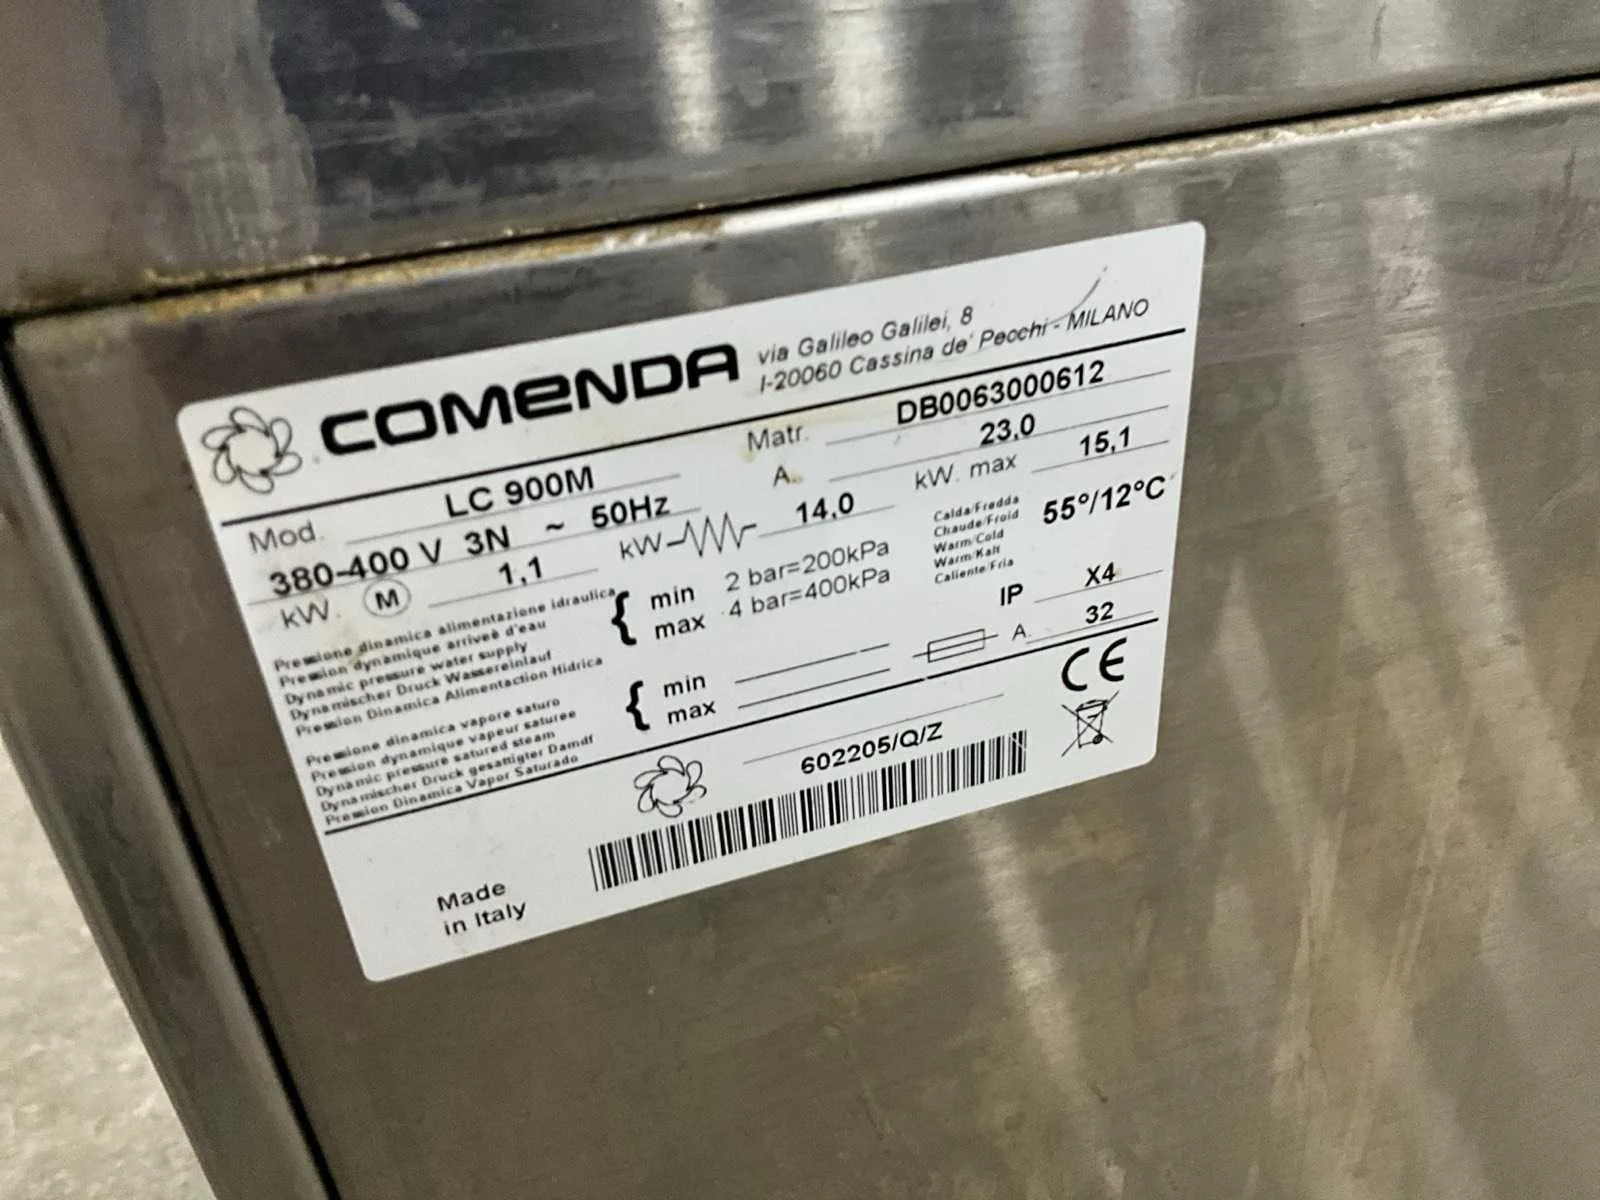 COMENDA
via Galileo Galilei, 8
I-20060 Cassina de' Pecchi - MILANO
Mod. LC 900M Matr. DB0063000612
380-400 V 3N ~ 50Hz A. 23,0
kW. M 1,1 kW 14,0 kW. max 15,1
Pressione dinamica alimentazione idraulica
Pression dynamique arriveè d'eau
Dynamic pressure water supply
Dynamischer Druck Wassereinlauf
Pression Dinamica Alimentaction Hidrica
min 2 bar=200kPa
max 4 bar=400kPa
Calda/Fredda
Chaude/Froid
Warm/Cold
Warm/Kalt
Caliente/Fria
55°/12°C
IP X4
A. 32
Pressione dinamica vapore saturo
Pression dynamique vapeur saturee
Dynamic pressure satured steam
Dynamischer Druck gesattigter Damdf
Pression Dinamica Vapor Saturado
min
max
CE
602205/Q/Z
Made
in Italy